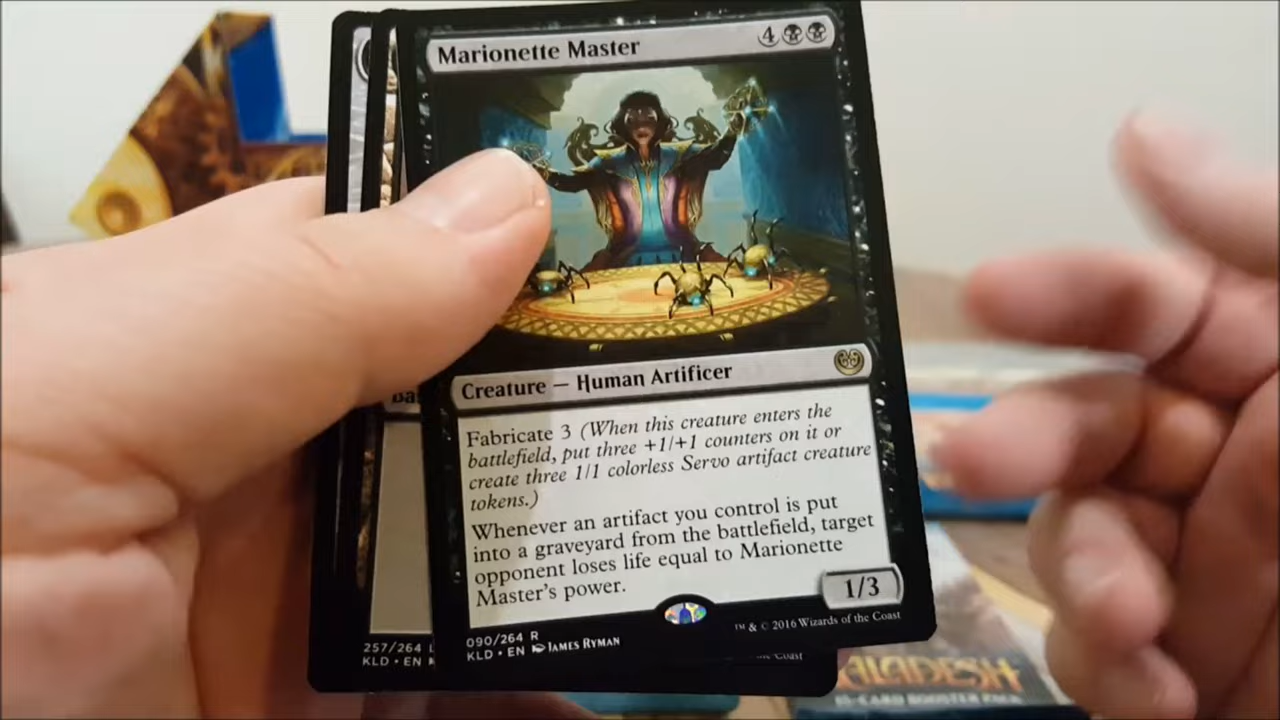 Marionette Master 4
Creature — Human Artificer
Fabricate 3 (When this creature enters the
battlefield, put three +1/+1 counters on it or
create three 1/1 colorless Servo artifact creature
tokens.)
Whenever an artifact you control is put
into a graveyard from the battlefield, target
opponent loses life equal to Marionette
Master's power.
1/3
090/264 R
KLD • EN JAMES RYMAN
™ & © 2016 Wizards of the Coast
Ba
257/264 L
KLD • EN
Coast
KALADESH
15-CARD BOOSTER PACK